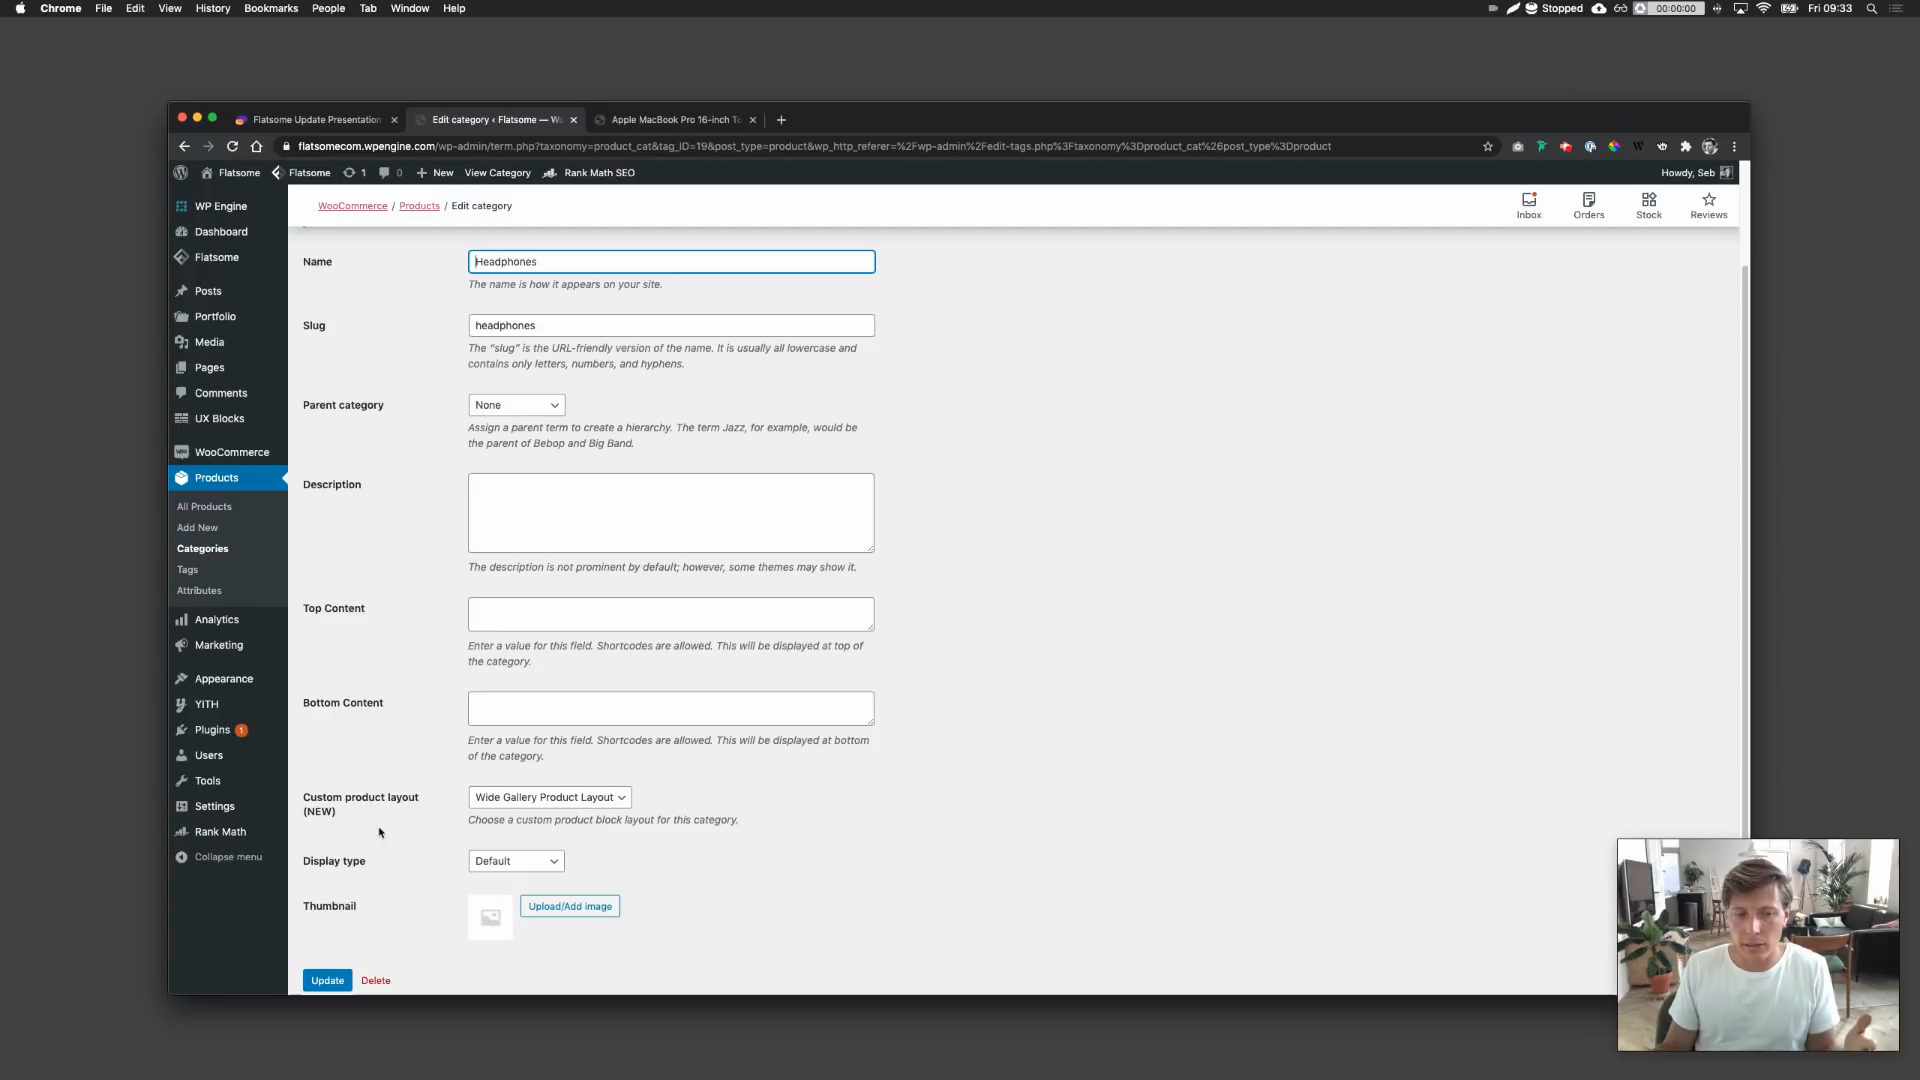 Chrome File Edit View History Bookmarks People Tab Window Help
Stopped 00:00:00 Fri 09:33
Flatsome Update Presentation
Edit category ‹ Flatsome — Wo
Apple MacBook Pro 16-inch To
flatsomecom.wpengine.com/wp-admin/term.php?taxonomy=product_cat&tag_ID=19&post_type=product&wp_http_referer=%2Fwp-admin%2Fedit-tags.php%3Ftaxonomy%3Dproduct_cat%26post_type%3Dproduct
Flatsome Flatsome 1 0 New View Category Rank Math SEO
Howdy, Seb
WP Engine
Dashboard
Flatsome
Posts
Portfolio
Media
Pages
Comments
UX Blocks
WooCommerce
Products
All Products
Add New
Categories
Tags
Attributes
Analytics
Marketing
Appearance
YITH
Plugins 1
Users
Tools
Settings
Rank Math
Collapse menu
WooCommerce / Products / Edit category
Inbox
Orders
Stock
Reviews
Name
Headphones
The name is how it appears on your site.
Slug
headphones
The “slug” is the URL-friendly version of the name. It is usually all lowercase and
contains only letters, numbers, and hyphens.
Parent category
None
Assign a parent term to create a hierarchy. The term Jazz, for example, would be
the parent of Bebop and Big Band.
Description
The description is not prominent by default; however, some themes may show it.
Top Content
Enter a value for this field. Shortcodes are allowed. This will be displayed at top of
the category.
Bottom Content
Enter a value for this field. Shortcodes are allowed. This will be displayed at bottom
of the category.
Custom product layout
(NEW)
Wide Gallery Product Layout
Choose a custom product block layout for this category.
Display type
Default
Thumbnail
Upload/Add image
Update
Delete